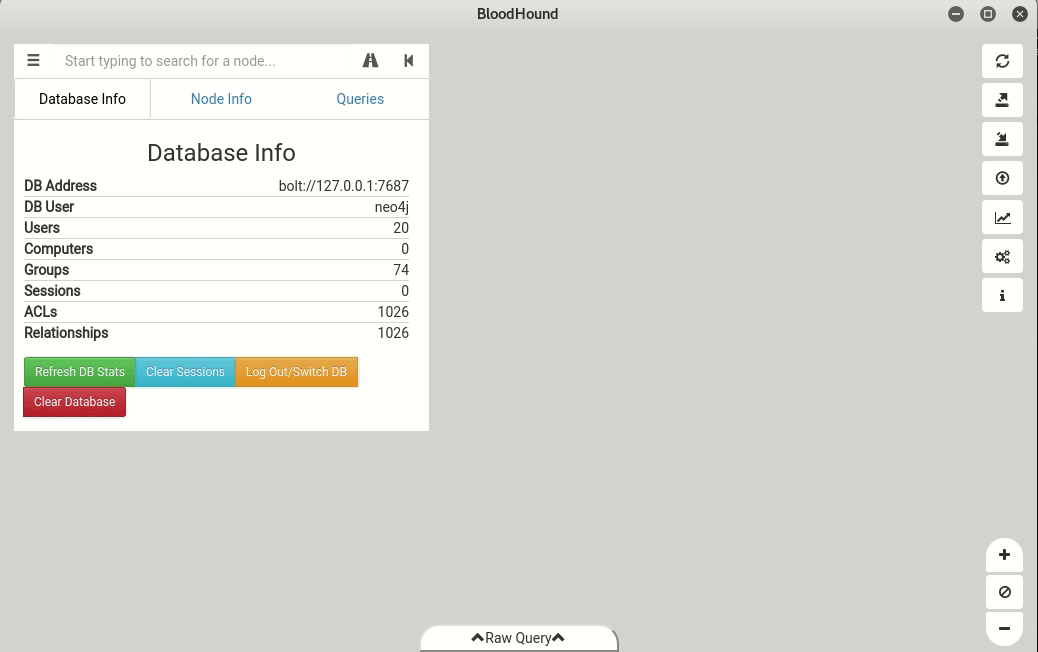 BloodHound
Start typing to search for a node...
Database Info Node Info Queries
Database Info
DB Address bolt://127.0.0.1:7687
DB User neo4j
Users 20
Computers 0
Groups 74
Sessions 0
ACLs 1026
Relationships 1026
Refresh DB Stats Clear Sessions Log Out/Switch DB
Clear Database
Raw Query